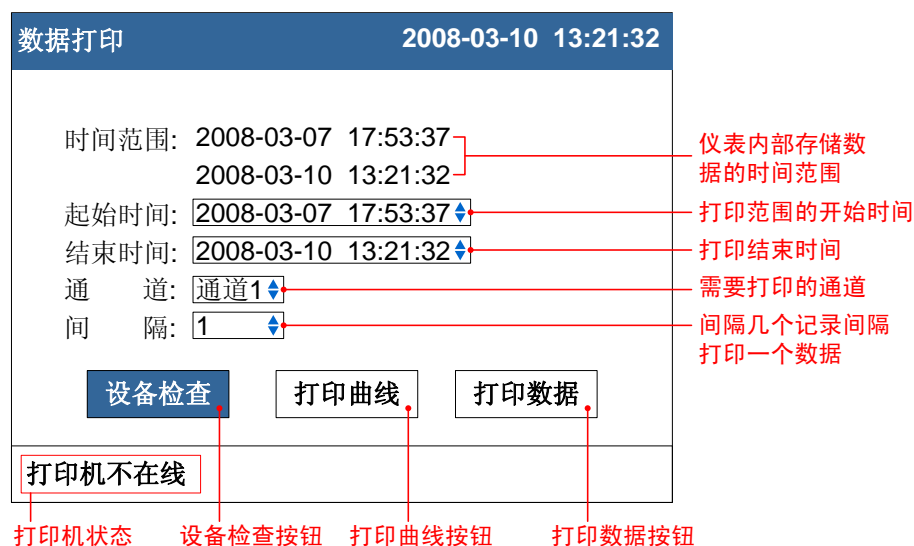 数据打印 2008-03-10 13:21:32
时间范围: 2008-03-07 17:53:37
2008-03-10 13:21:32
仪表内部存储数
据的时间范围
起始时间: 2008-03-07 17:53:37
打印范围的开始时间
结束时间: 2008-03-10 13:21:32
打印结束时间
通 道: 通道1
需要打印的通道
间 隔: 1
间隔几个记录间隔
打印一个数据
设备检查 打印曲线 打印数据
打印机不在线
打印机状态 设备检查按钮 打印曲线按钮 打印数据按钮